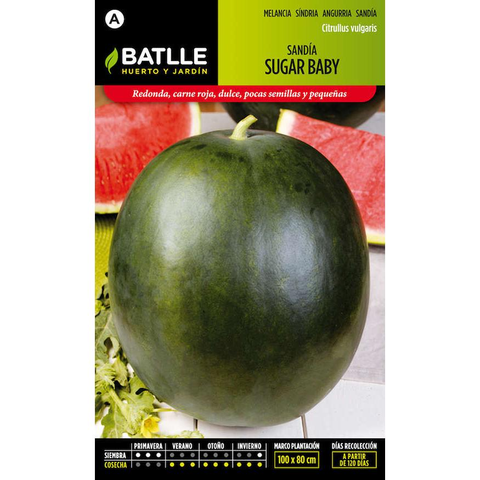 A
BATLLE
HUERTO Y JARDÍN
MELANCIA SÍNDRIA ANGURRIA SANDÍA
Citrullus vulgaris
SANDÍA
SUGAR BABY
Redonda, carne roja, dulce, pocas semillas y pequeñas
PRIMAVERA VERANO OTOÑO INVIERNO
SIEMBRA
COSECHA
MARCO PLANTACIÓN
100 x 80 cm
DÍAS RECOLECCIÓN
A PARTIR
DE 120 DÍAS